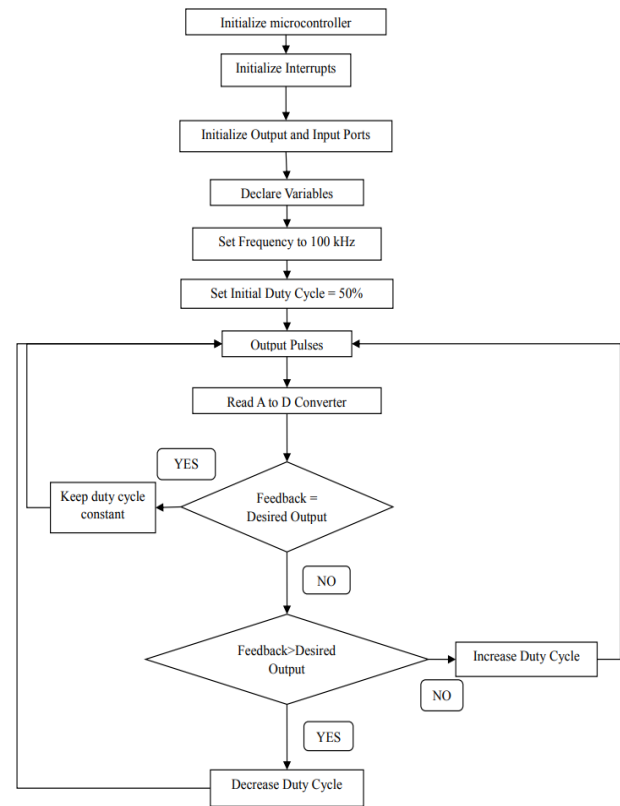 Initialize microcontroller
Initialize Interrupts
Initialize Output and Input Ports
Declare Variables
Set Frequency to 100 kHz
Set Initial Duty Cycle = 50%
Output Pulses
Read A to D Converter
YES
Keep duty cycle
constant
Feedback =
Desired Output
NO
Feedback>Desired
Output
Increase Duty Cycle
NO
YES
Decrease Duty Cycle